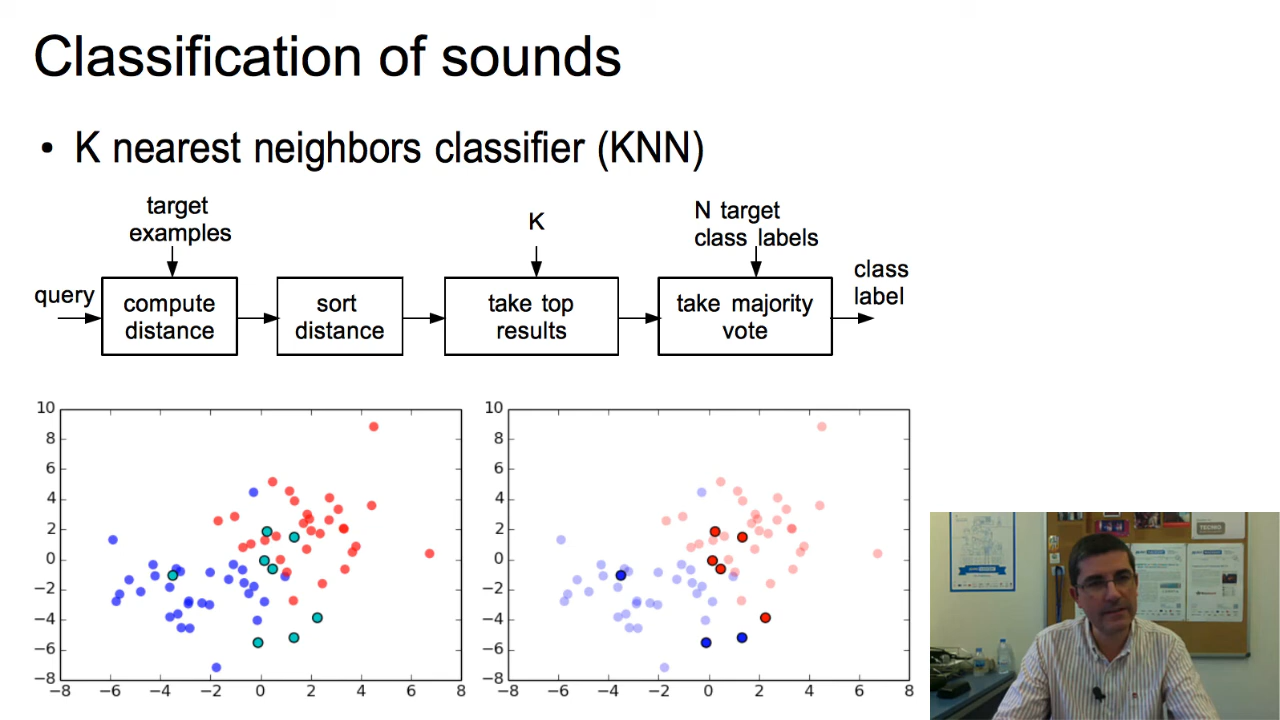 Classification of sounds
• K nearest neighbors classifier (KNN)
target
examples
K
N target
class labels
query
compute
distance
sort
distance
take top
results
take majority
vote
class
label
10
8
6
4
2
0
−2
−4
−6
−8
−8 −6 −4 −2 0 2 4 6 8
10
8
6
4
2
0
−2
−4
−6
−8
−8 −6 −4 −2 0 2 4 6 8